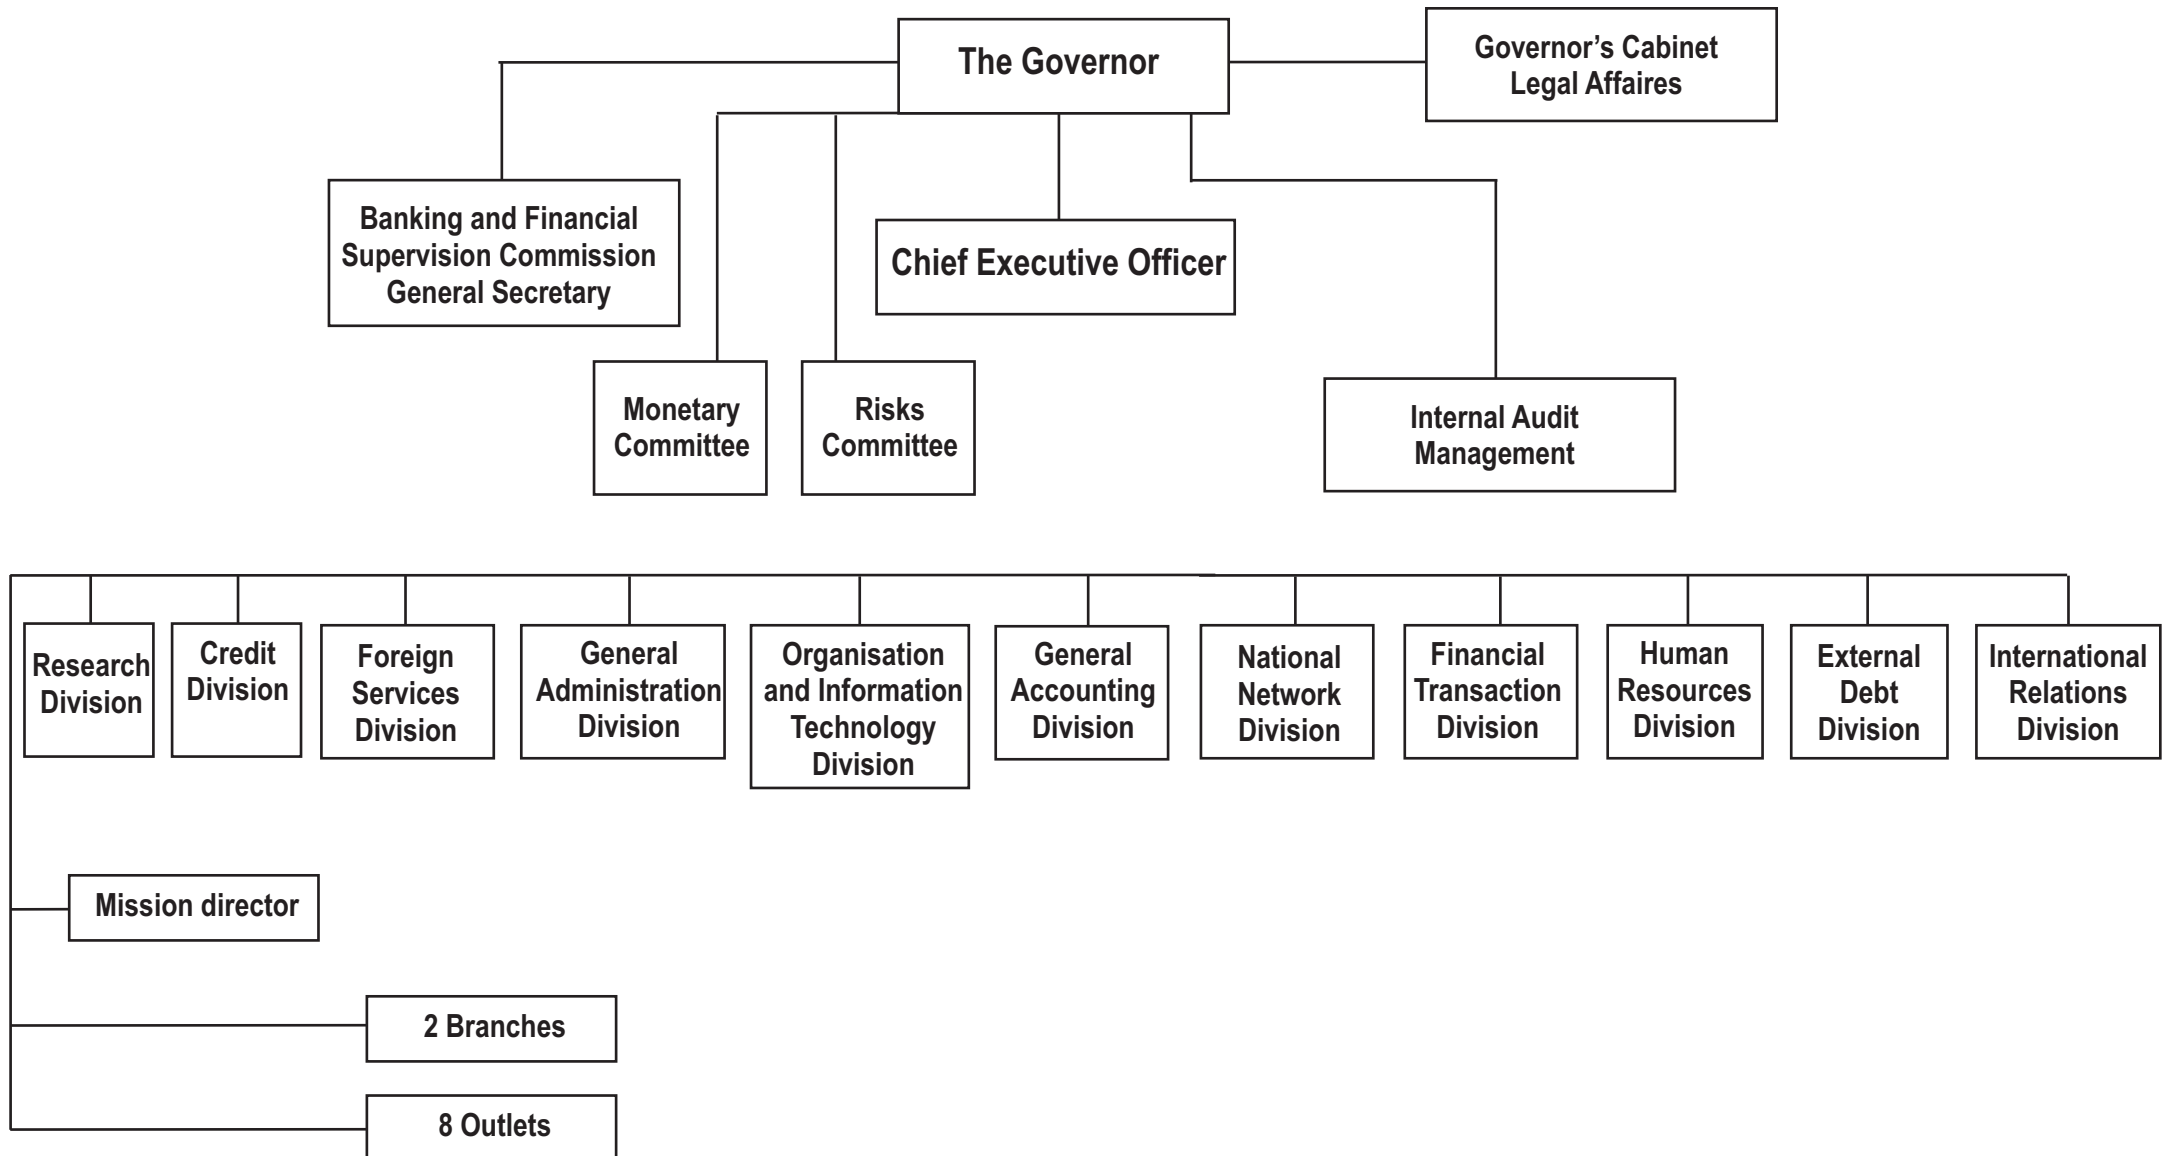 The Governor
Governor’s Cabinet
Legal Affaires
Banking and Financial
Supervision Commission
General Secretary
Chief Executive Officer
Monetary
Committee
Risks
Committee
Internal Audit
Management
Research
Division
Credit
Division
Foreign
Services
Division
General
Administration
Division
Organisation
and Information
Technology
Division
General
Accounting
Division
National
Network
Division
Financial
Transaction
Division
Human
Resources
Division
External
Debt
Division
International
Relations
Division
Mission director
2 Branches
8 Outlets